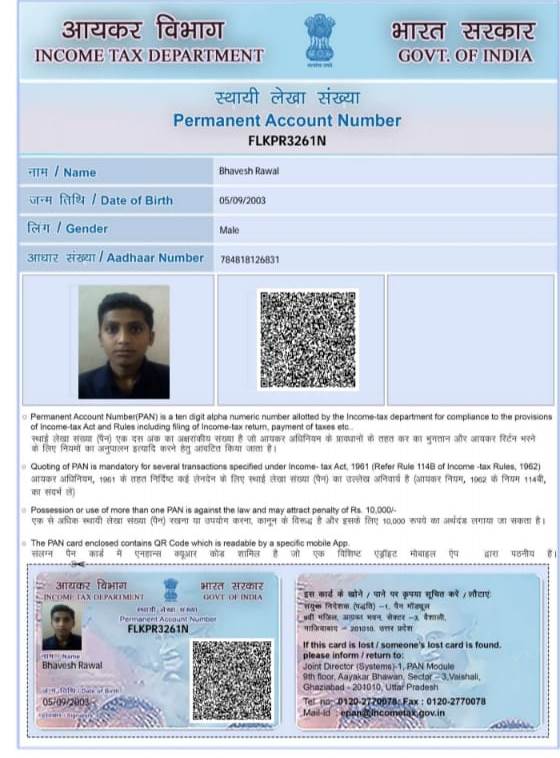 आयकर विभाग
INCOME TAX DEPARTMENT
भारत सरकार
GOVT. OF INDIA
स्थायी लेखा संख्या
Permanent Account Number
FLKPR3261N
नाम / Name
Bhavesh Rawal
जन्म तिथि / Date of Birth
05/09/2003
लिंग / Gender
Male
आधार संख्या / Aadhaar Number
784818126831
Permanent Account Number(PAN) is a ten digit alpha numeric number allotted by the Income-tax department for compliance to the provisions
of Income-tax Act and Rules including filing of Income-tax return, payment of taxes etc..
स्थाई लेखा संख्या (पैन) एक दस अंक का अक्षरांकीय संख्या है जो आयकर अधिनियम के प्रावधानों के तहत कर का भुगतान और आयकर रिटर्न भरने
के लिए नियमों का अनुपालन इत्यादि करने हेतु आवंटित किया जाता है।
Quoting of PAN is mandatory for several transactions specified under Income- tax Act, 1961 (Refer Rule 114B of Income -tax Rules, 1962)
आयकर अधिनियम, 1961 के तहत निर्दिष्ट कई लेनदेन के लिए स्थाई लेखा संख्या (पैन) का उल्लेख अनिवार्य है (आयकर नियम, 1962 के नियम 114बी,
का संदर्भ लें)
Possession or use of more than one PAN is against the law and may attract penalty of Rs. 10,000/-
एक से अधिक स्थायी लेखा संख्या (पैन) रखना या उपयोग करना, कानून के विरूद्ध है और इसके लिए 10,000 रूपये का अर्थदंड लगाया जा सकता है।
The PAN card enclosed contains QR Code which is readable by a specific mobile App.
संलग्न पैन कार्ड में एनहान्स क्यूआर कोड शामिल है जो एक विशिष्ट एंड्रॉइट मोबाइल ऐप द्वारा पठनीय है।
आयकर विभाग
INCOME TAX DEPARTMENT
भारत सरकार
GOVT OF INDIA
स्थायी लेखा संख्या
Permanent Account Number
FLKPR3261N
नाम / Name
Bhavesh Rawal
जन्म तिथि / Date of Birth
05/09/2003
हस्ताक्षर / Signature
इस कार्ड के खोने / पाने पर कृपया सूचित करें / लौटाएं:
संयुक्त निदेशक (पद्धति) -1, पैन मॉड्यूल
9वीं मंजिल, आयकर भवन, सेक्टर -3, वैशाली,
गाजियाबाद - 201010, उत्तर प्रदेश
If this card is lost / someone's lost card is found.
please inform / return to:
Joint Director (Systems)-1, PAN Module
9th floor, Aayakar Bhawan, Sector - 3,Vaishali,
Ghaziabad - 201010, Uttar Pradesh
Tel no:- 0120-2770078; Fax : 0120-2770078
Mail-id : epan@incometax.gov.in